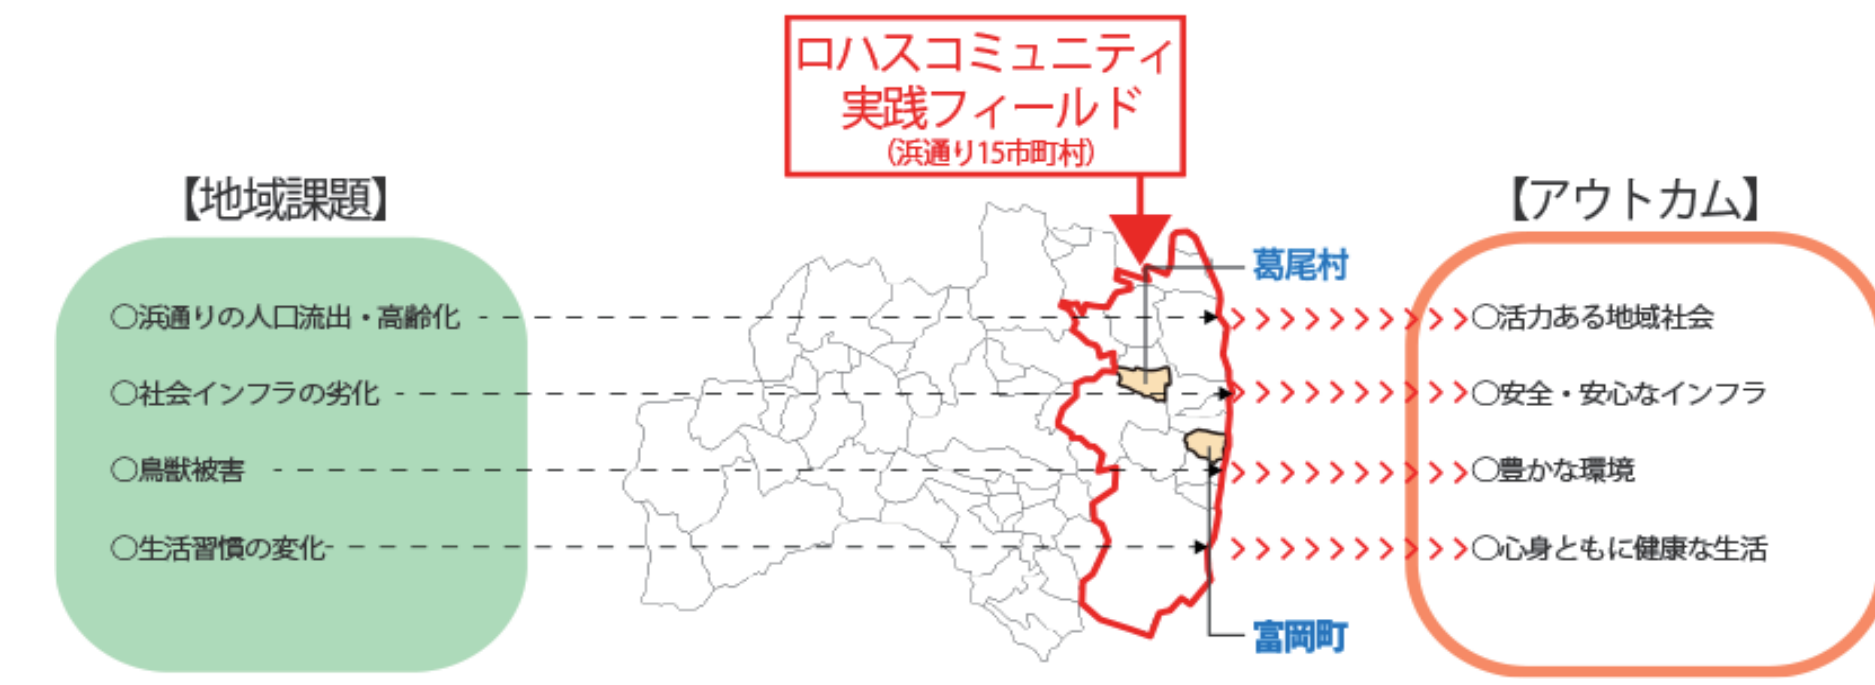 ロハスコミュニティ
実践フィールド
(浜通り15市町村)
【地域課題】
○浜通りの人口流出・高齢化
○社会インフラの劣化
○鳥獣被害
○生活習慣の変化
葛尾村
富岡町
【アウトカム】
○活力ある地域社会
○安全・安心なインフラ
○豊かな環境
○心身ともに健康な生活